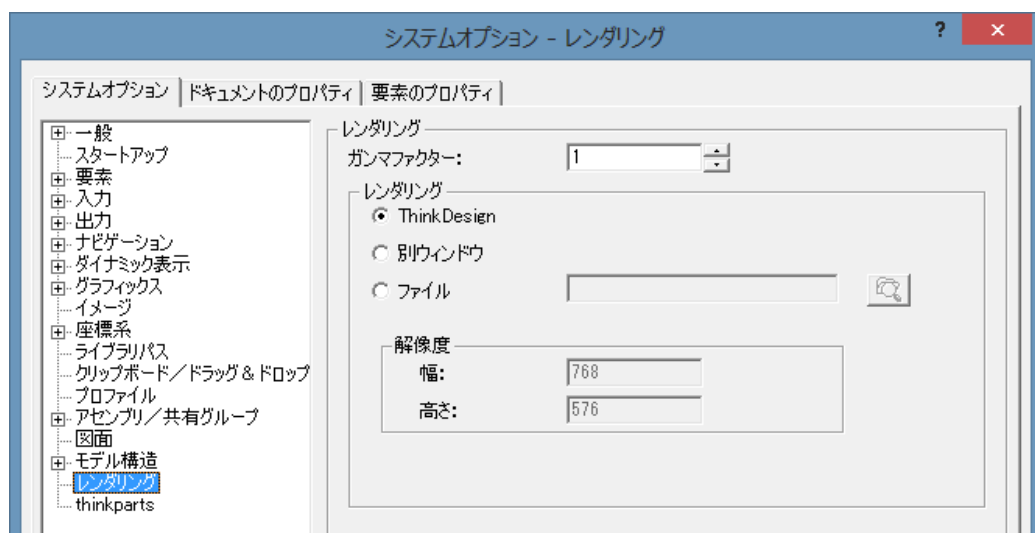 システムオプション - レンダリング
?
×
システムオプション
ドキュメントのプロパティ
要素のプロパティ
一般
スタートアップ
要素
入力
出力
ナビゲーション
ダイナミック表示
グラフィックス
イメージ
座標系
ライブラリパス
クリップボード／ドラッグ＆ドロップ
プロファイル
アセンブリ／共有グループ
図面
モデル構造
レンダリング
thinkparts
レンダリング
ガンマファクター:
1
レンダリング
ThinkDesign
別ウィンドウ
ファイル
解像度
幅:
768
高さ:
576